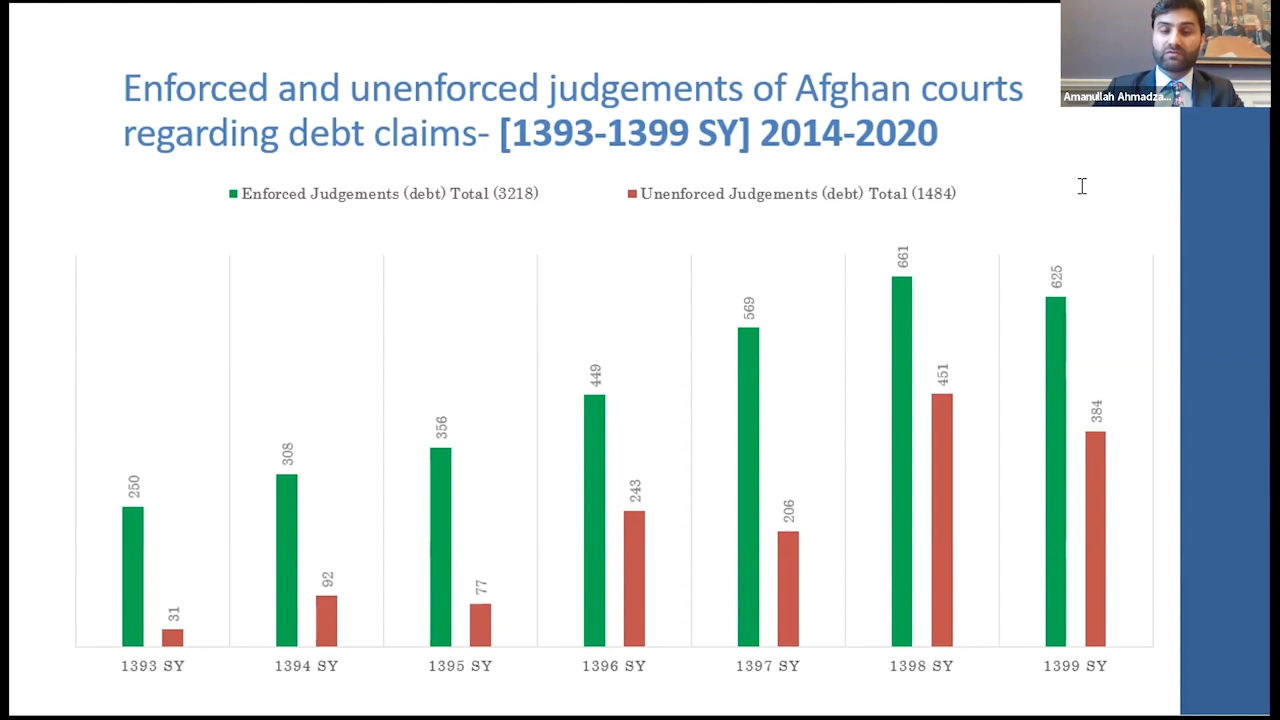 Enforced and unenforced judgements of Afghan courts
regarding debt claims- [1393-1399 SY] 2014-2020
Amanullah Ahmadza...
Enforced Judgements (debt) Total (3218)
Unenforced Judgements (debt) Total (1484)
250
31
308
92
356
77
449
243
569
206
661
451
625
384
1393 SY
1394 SY
1395 SY
1396 SY
1397 SY
1398 SY
1399 SY